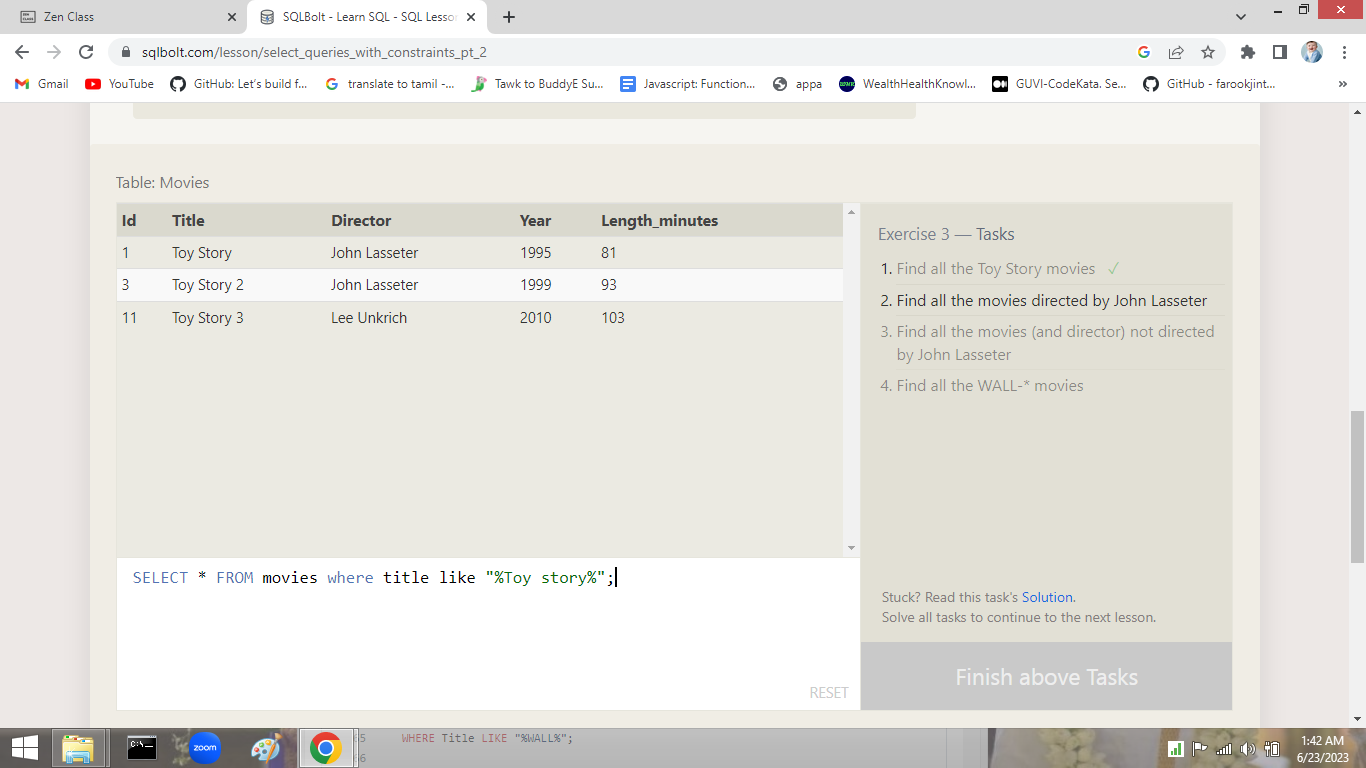 Zen Class
SQLBolt - Learn SQL - SQL Lesson
sqlbolt.com/lesson/select_queries_with_constraints_pt_2
Gmail YouTube GitHub: Let's build f... translate to tamil -... Tawk to BuddyE Su... Javascript: Function... appa WealthHealthKnowl... GUVI-CodeKata. Se... GitHub - farookjint... »
Table: Movies
Id Title Director Year Length_minutes
1 Toy Story John Lasseter 1995 81
3 Toy Story 2 John Lasseter 1999 93
11 Toy Story 3 Lee Unkrich 2010 103
SELECT * FROM movies where title like "%Toy story%";
RESET
Exercise 3 — Tasks
1. Find all the Toy Story movies ✓
2. Find all the movies directed by John Lasseter
3. Find all the movies (and director) not directed
by John Lasseter
4. Find all the WALL-* movies
Stuck? Read this task's Solution.
Solve all tasks to continue to the next lesson.
Finish above Tasks
5 WHERE Title LIKE "%WALL%";
6
zoom
1:42 AM
6/23/2023